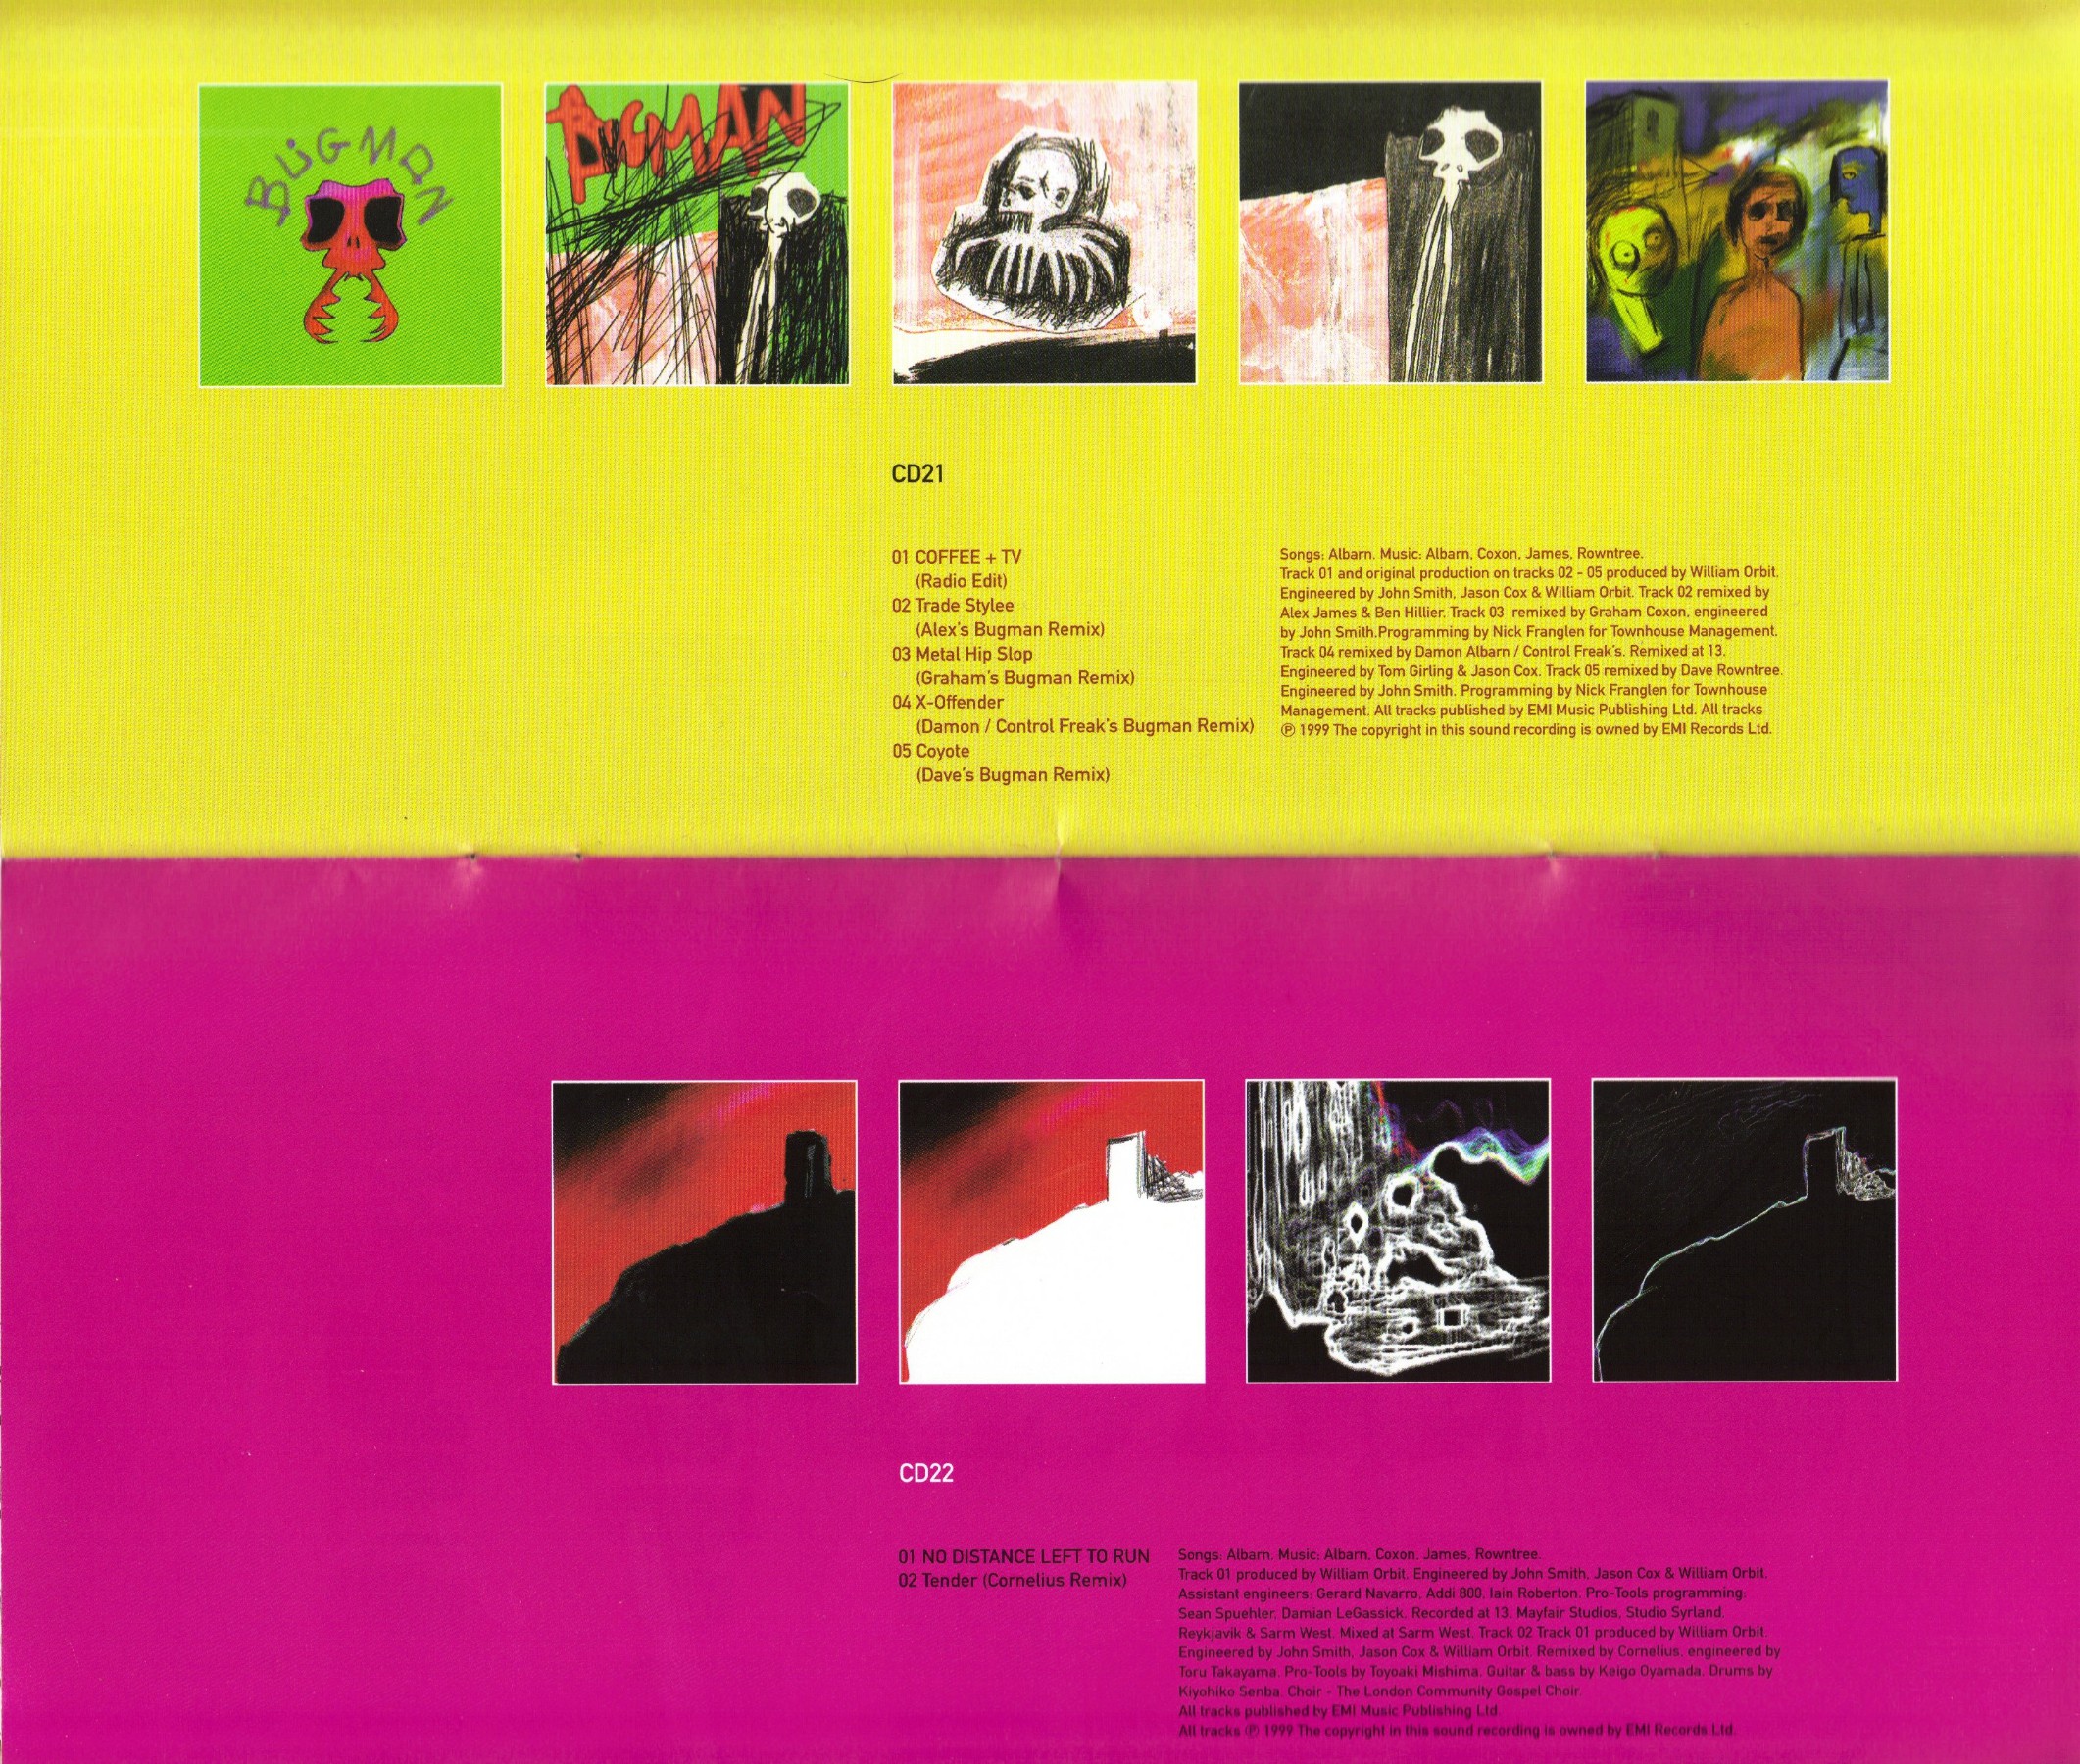 BUGMAN
BUGMAN
CD21
01 COFFEE + TV
(Radio Edit)
02 Trade Stylee
(Alex's Bugman Remix)
03 Metal Hip Slop
(Graham's Bugman Remix)
04 X-Offender
(Damon / Control Freak's Bugman Remix)
05 Coyote
(Dave's Bugman Remix)
Songs: Albarn. Music: Albarn, Coxon, James, Rowntree.
Track 01 and original production on tracks 02 - 05 produced by William Orbit.
Engineered by John Smith, Jason Cox & William Orbit. Track 02 remixed by
Alex James & Ben Hillier. Track 03 remixed by Graham Coxon, engineered
by John Smith.Programming by Nick Franglen for Townhouse Management.
Track 04 remixed by Damon Albarn / Control Freak's. Remixed at 13.
Engineered by Tom Girling & Jason Cox. Track 05 remixed by Dave Rowntree.
Engineered by John Smith. Programming by Nick Franglen for Townhouse
Management. All tracks published by EMI Music Publishing Ltd. All tracks
℗ 1999 The copyright in this sound recording is owned by EMI Records Ltd.
CD22
01 NO DISTANCE LEFT TO RUN
02 Tender (Cornelius Remix)
Songs: Albarn. Music: Albarn, Coxon, James, Rowntree.
Track 01 produced by William Orbit. Engineered by John Smith, Jason Cox & William Orbit.
Assistant engineers: Gerard Navarro, Addi 800, Iain Roberton. Pro-Tools programming:
Sean Spuehler, Damian LeGassick. Recorded at 13, Mayfair Studios, Studio Syrland,
Reykjavik & Sarm West. Mixed at Sarm West. Track 02 Track 01 produced by William Orbit.
Engineered by John Smith, Jason Cox & William Orbit. Remixed by Cornelius, engineered by
Toru Takayama. Pro-Tools by Toyoaki Mishima. Guitar & bass by Keigo Oyamada. Drums by
Kiyohiko Senba. Choir - The London Community Gospel Choir.
All tracks published by EMI Music Publishing Ltd.
All tracks ℗ 1999 The copyright in this sound recording is owned by EMI Records Ltd.